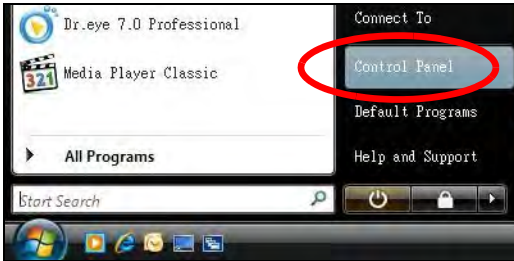 Dr.eye 7.0 Professional
321
Media Player Classic
All Programs
Start Search
Connect To
Control Panel
Default Programs
Help and Support